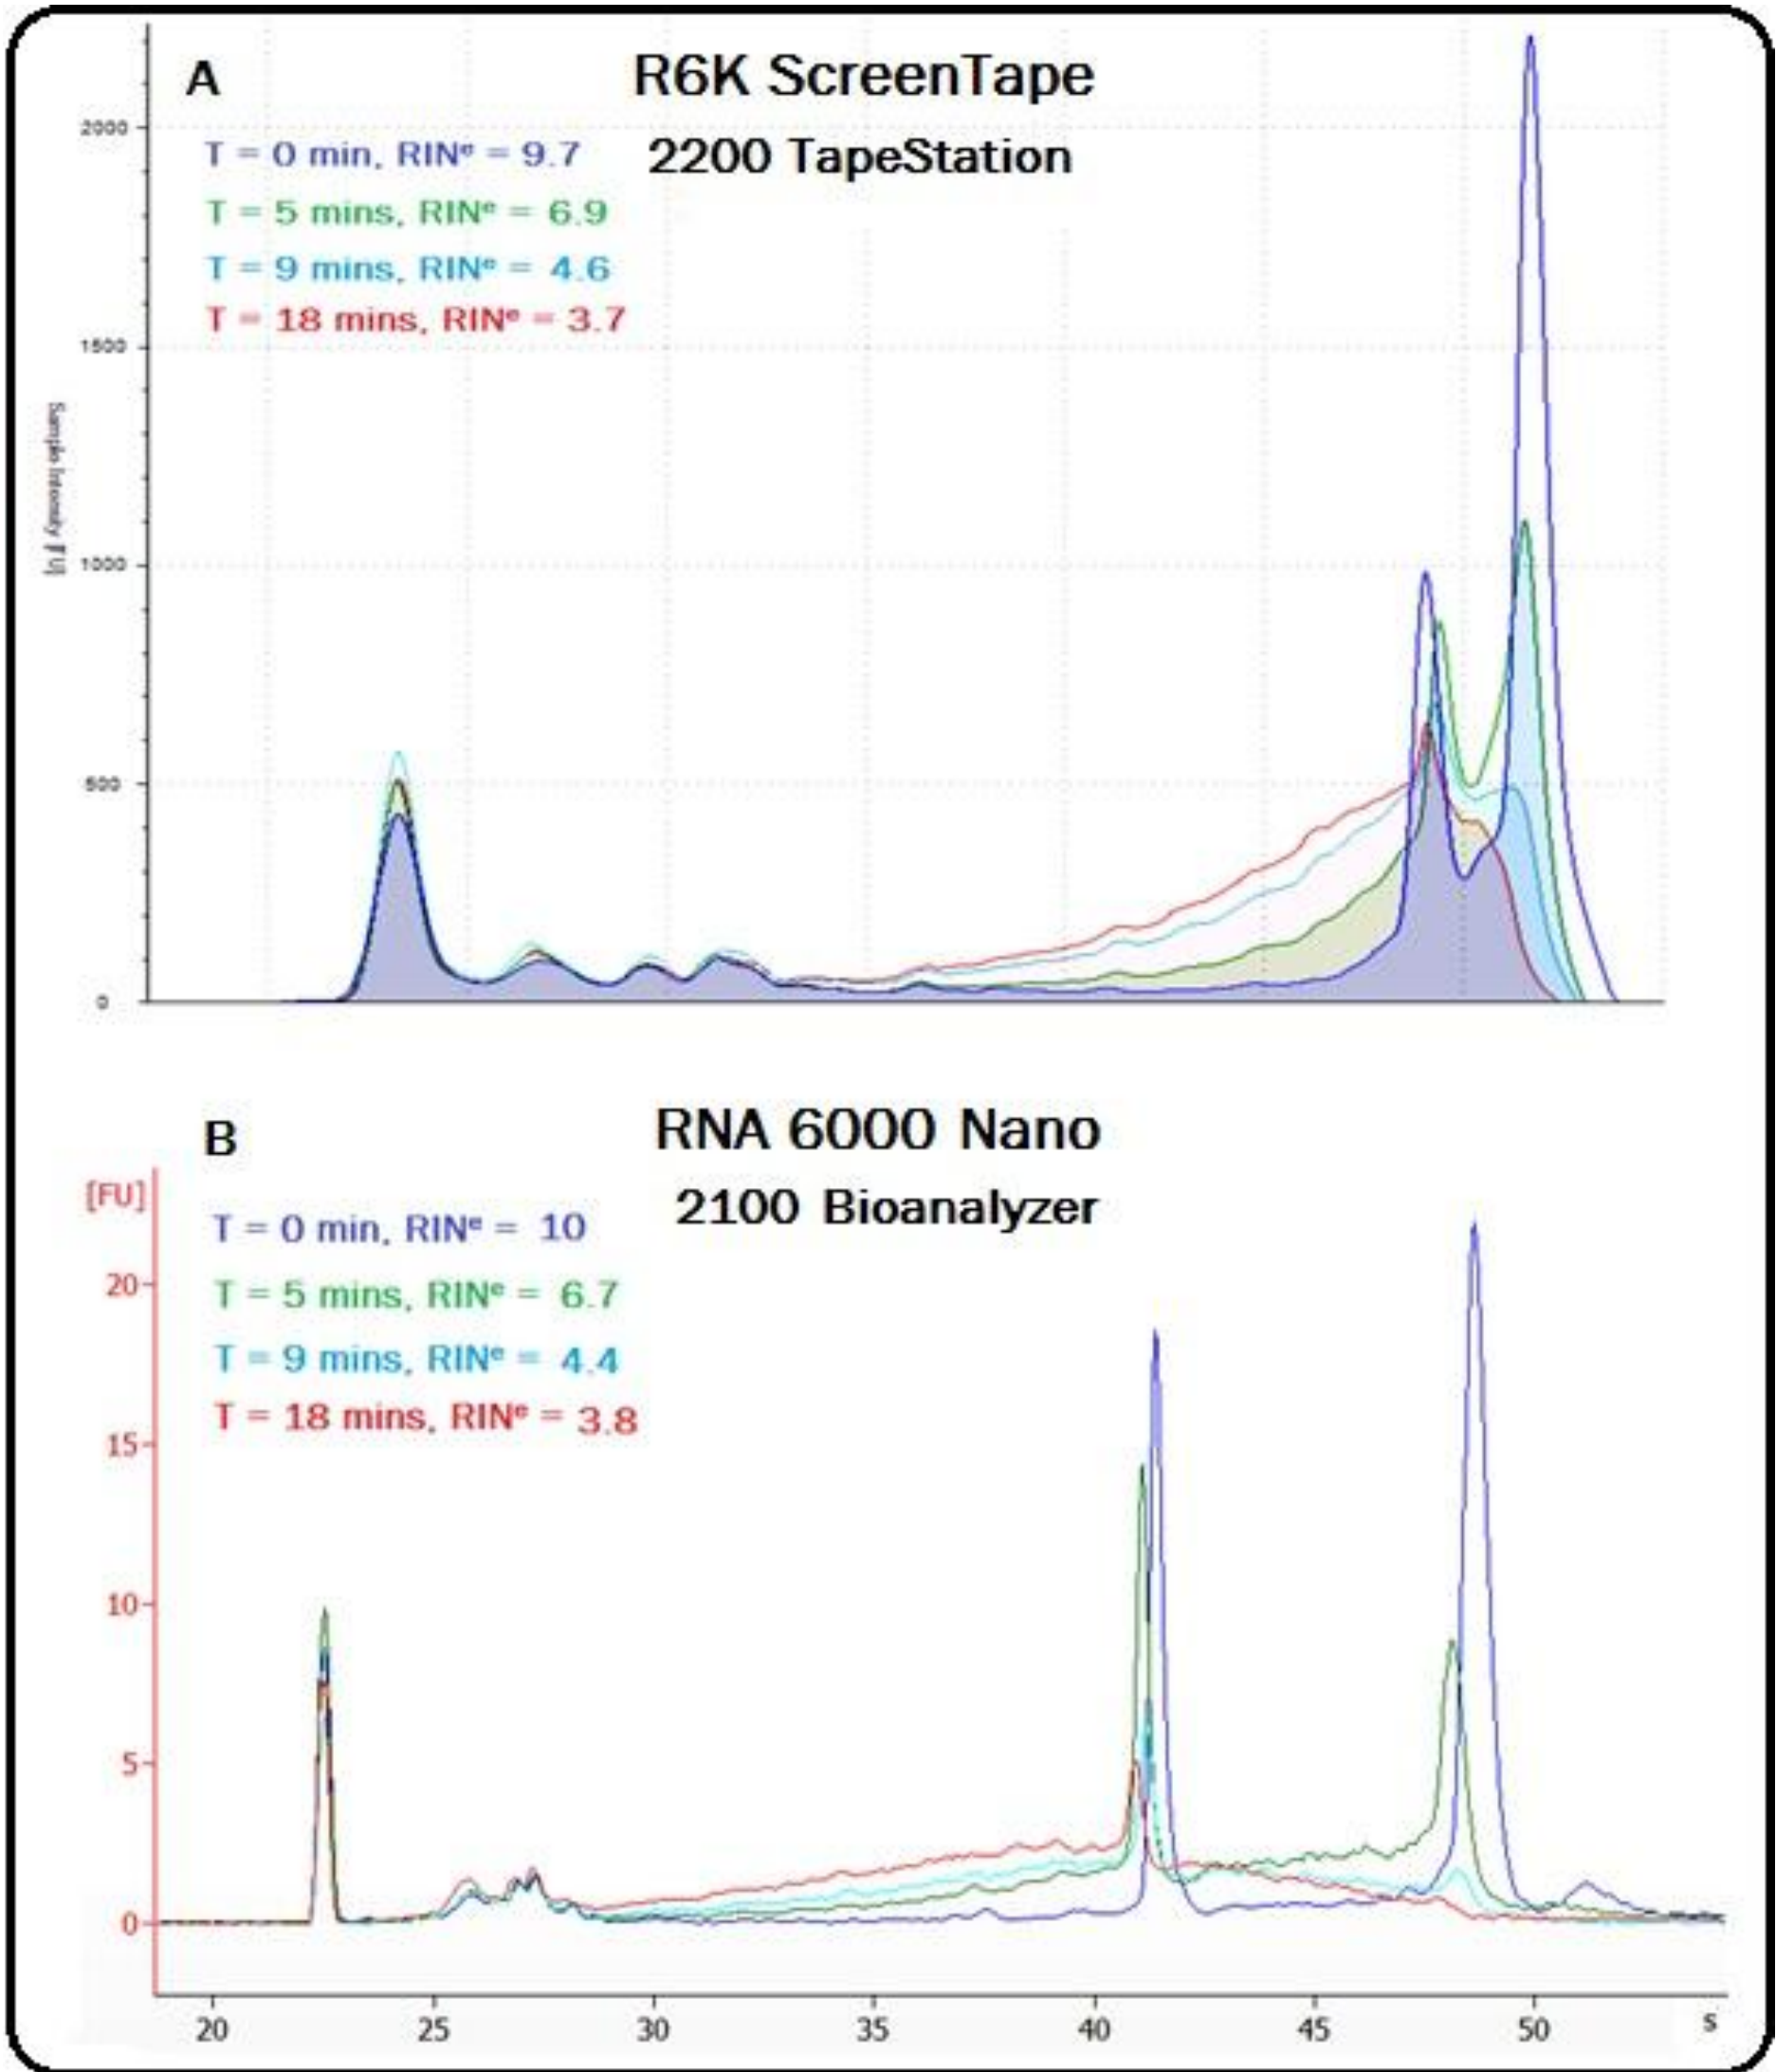 A
R6K ScreenTape
2200 TapeStation
T = 0 min, RINᵉ = 9.7
T = 5 mins, RINᵉ = 6.9
T = 9 mins, RINᵉ = 4.6
T = 18 mins, RINᵉ = 3.7
2000
1500
1000
500
0
Sample Intensity [FU]
B
RNA 6000 Nano
2100 Bioanalyzer
[FU]
T = 0 min, RINᵉ = 10
T = 5 mins, RINᵉ = 6.7
T = 9 mins, RINᵉ = 4.4
T = 18 mins, RINᵉ = 3.8
20
15
10
5
0
20 25 30 35 40 45 50 s